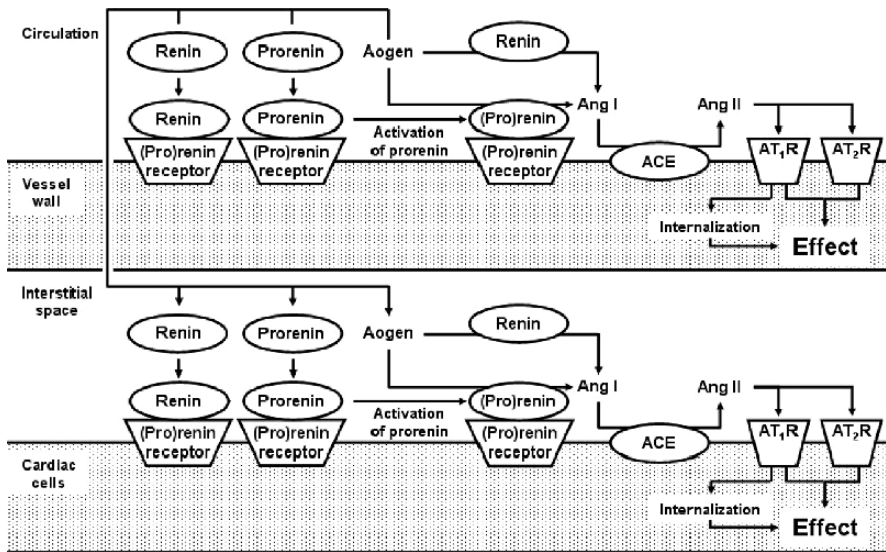 Circulation
Renin
Prorenin
Aogen
Renin
Renin
Prorenin
Activation
of prorenin
(Pro)renin
Ang I
Ang II
(Pro)renin
receptor
(Pro)renin
receptor
(Pro)renin
receptor
ACE
AT₁R
AT₂R
Vessel
wall
Internalization
Effect
Interstitial
space
Renin
Prorenin
Aogen
Renin
Renin
Prorenin
Activation
of prorenin
(Pro)renin
Ang I
Ang II
(Pro)renin
receptor
(Pro)renin
receptor
(Pro)renin
receptor
ACE
AT₁R
AT₂R
Cardiac
cells
Internalization
Effect